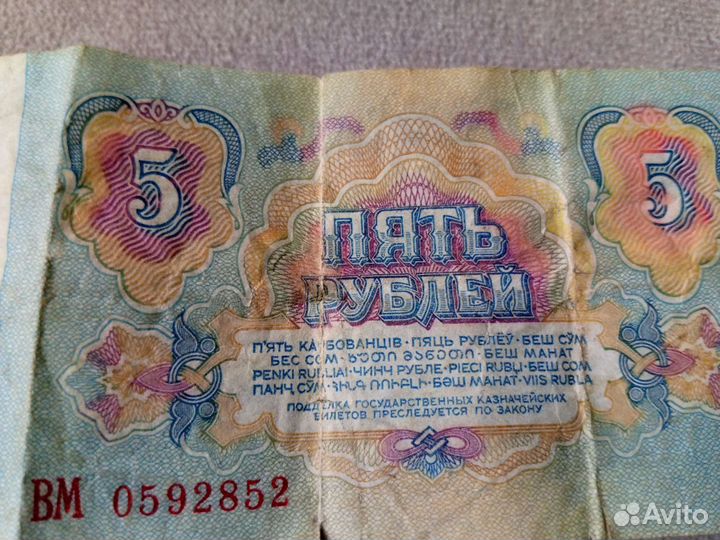 5
5
ПЯТЬ
РУБЛЕЙ
П'ЯТЬ КАРБОВАНЦІВ · ПЯЦЬ РУБЛЁЎ · БЕШ СЎМ
БЕС СОМ · ᲮᲣᲗᲘ ᲛᲐᲜᲔᲗᲘ · БЕШ МАНАТ
PENKI RUBLIAI · ЧИНЧ РУБЛЕ · PIECI RUBĻI · БЕШ СОМ
ПАНҶ СЎМ · ՀԻՆԳ ՌՈՒԲԼԻ · БӘШ МАНАТ · VIIS RUBLA
ПОДДЕЛКА ГОСУДАРСТВЕННЫХ КАЗНАЧЕЙСКИХ
БИЛЕТОВ ПРЕСЛЕДУЕТСЯ ПО ЗАКОНУ
ВМ 0592852
Avito